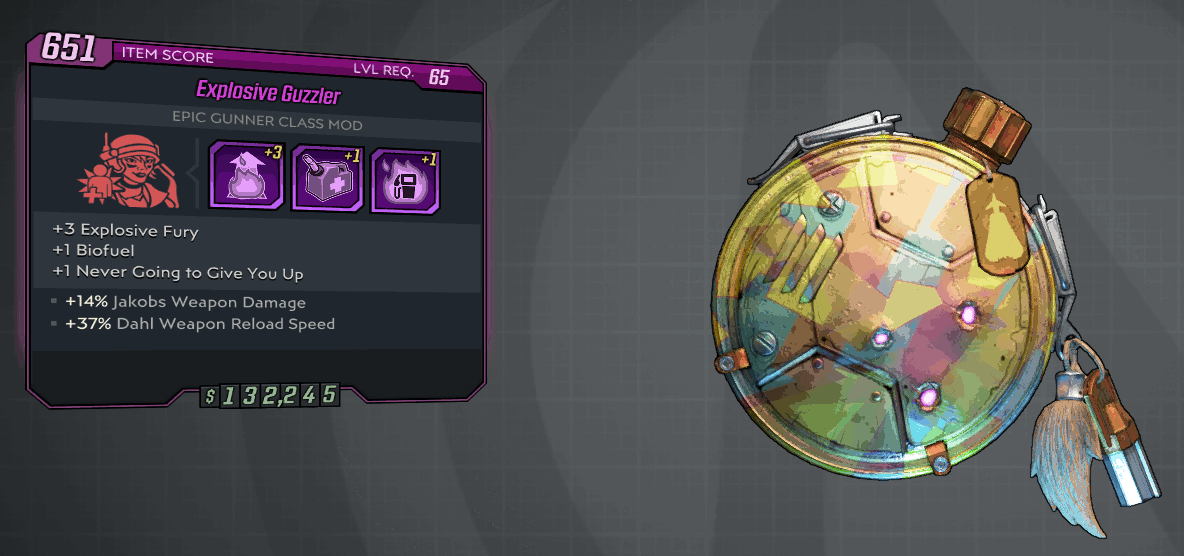 651 ITEM SCORE LVL REQ. 65
Explosive Guzzler
EPIC GUNNER CLASS MOD
+3 +1 +1
+3 Explosive Fury
+1 Biofuel
+1 Never Going to Give You Up
+14% Jakobs Weapon Damage
+37% Dahl Weapon Reload Speed
$132,245